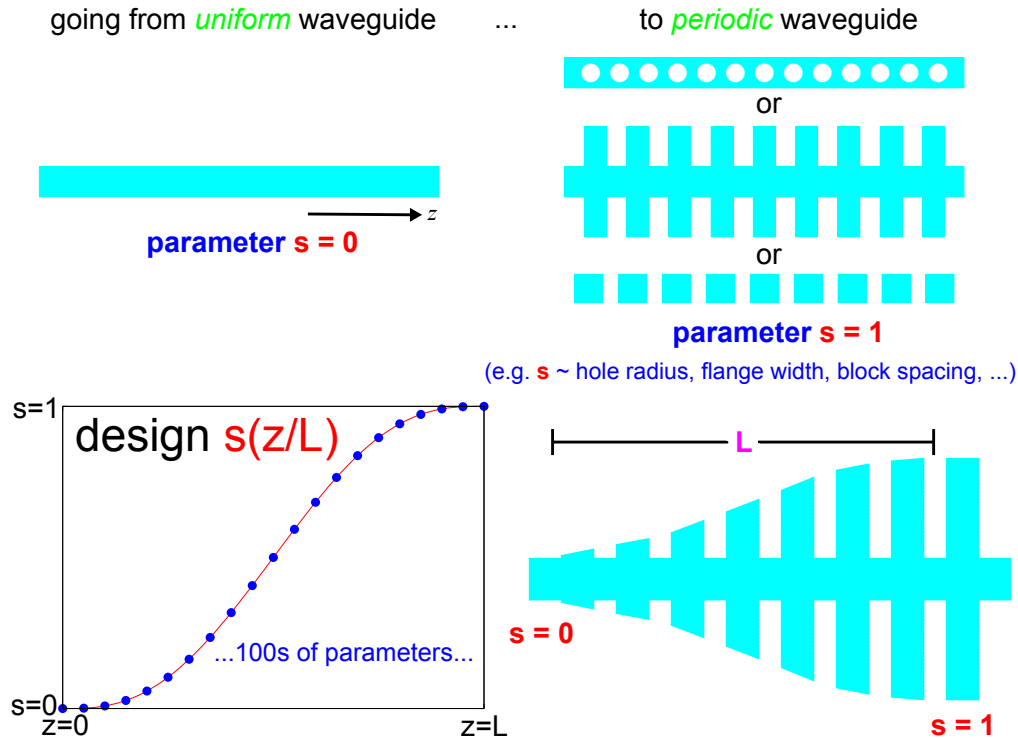 going from uniform waveguide ... to periodic waveguide
or
z
parameter s = 0
or
parameter s = 1
(e.g. s ~ hole radius, flange width, block spacing, ...)
s=1
design s(z/L)
L
...100s of parameters...
s = 0
s=0
z=0
z=L
s = 1